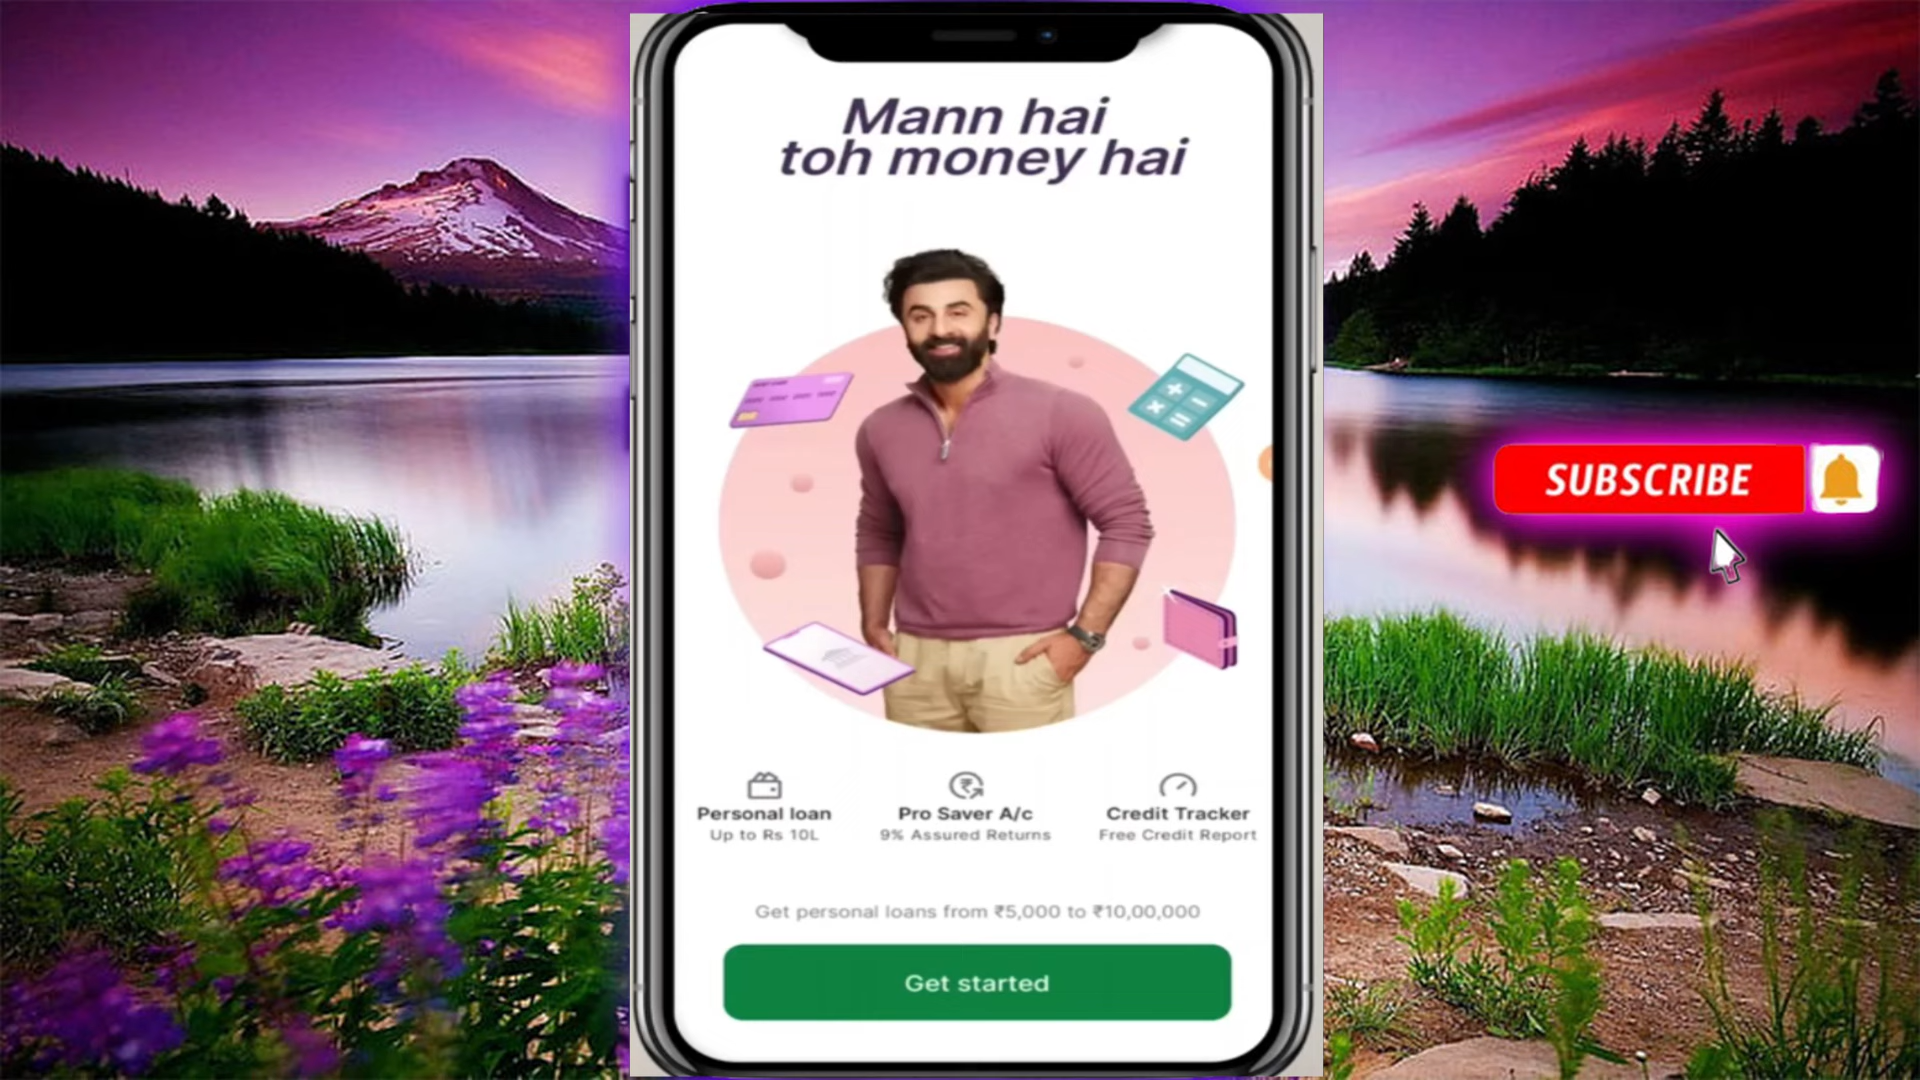 Mann hai
toh money hai
SUBSCRIBE
Personal loan
Up to Rs 10L
Pro Saver A/c
9% Assured Returns
Credit Tracker
Free Credit Report
Get personal loans from ₹5,000 to ₹10,00,000
Get started